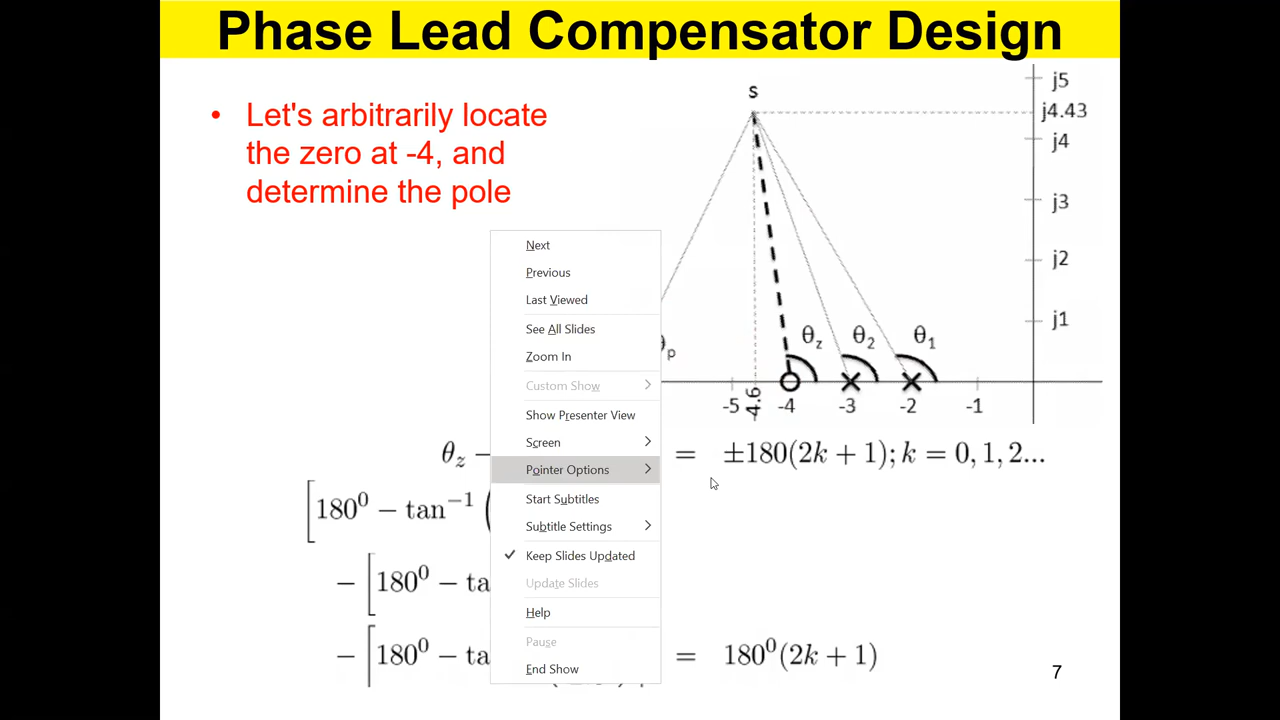 Phase Lead Compensator Design
• Let's arbitrarily locate
the zero at -4, and
determine the pole
s
j5
j4.43
j4
j3
j2
j1
θz
θ2
θ1
p
-5
-4.6
-4
-3
-2
-1
Next
Previous
Last Viewed
See All Slides
Zoom In
Custom Show
Show Presenter View
Screen
Pointer Options
Start Subtitles
Subtitle Settings
✓ Keep Slides Updated
Update Slides
Help
Pause
End Show
θz − = ±180(2k + 1); k = 0, 1, 2...
[180⁰ − tan⁻¹ (
− [180⁰ − ta
− [180⁰ − ta = 180⁰(2k + 1)
7